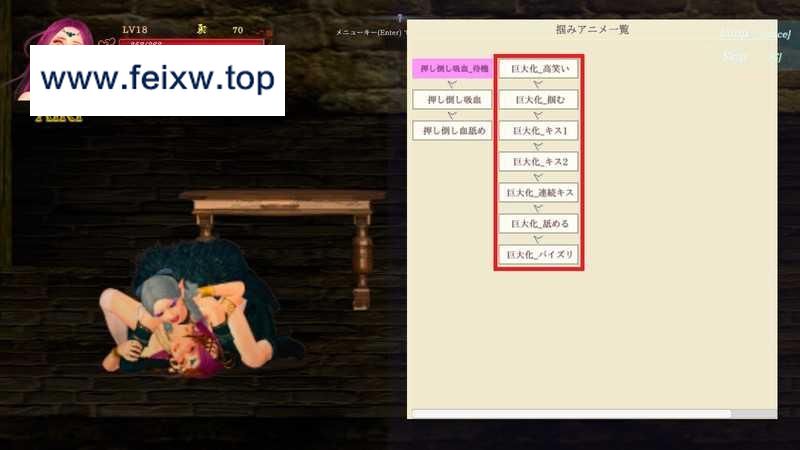 LV18
70
メニューキー(Enter)で
www.feixw.top
掴みアニメ一覧
押し倒し吸血_待機
押し倒し吸血
押し倒し血舐め
巨大化_高笑い
巨大化_掴む
巨大化_キス1
巨大化_キス2
巨大化_連続キス
巨大化_舐める
巨大化_パイズリ
Skip